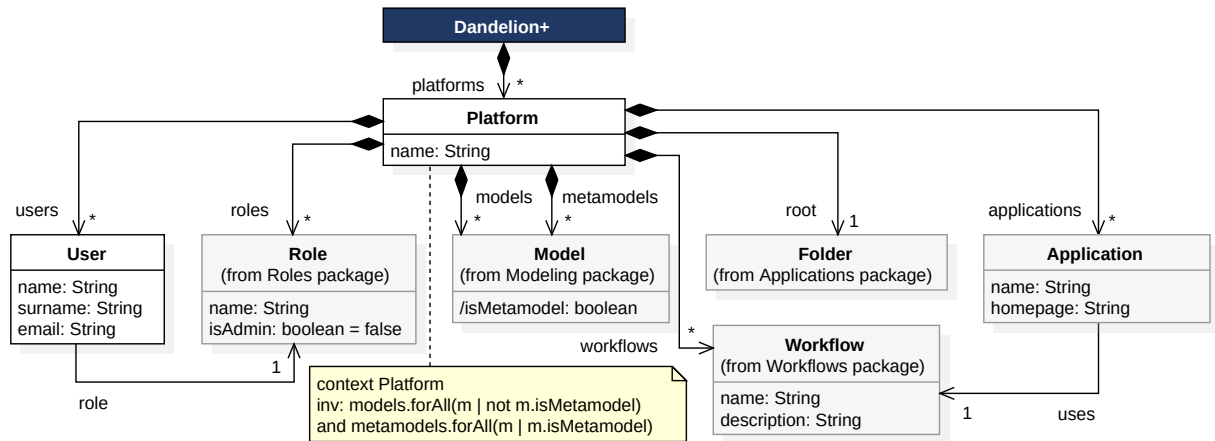 Dandelion+
platforms
*
Platform
name: String
users
*
roles
*
models
*
metamodels
*
root
1
applications
*
User
name: String
surname: String
email: String
Role
(from Roles package)
name: String
isAdmin: boolean = false
Model
(from Modeling package)
/isMetamodel: boolean
Folder
(from Applications package)
Application
name: String
homepage: String
workflows
*
Workflow
(from Workflows package)
name: String
description: String
role
1
uses
1
context Platform
inv: models.forAll(m | not m.isMetamodel)
and metamodels.forAll(m | m.isMetamodel)